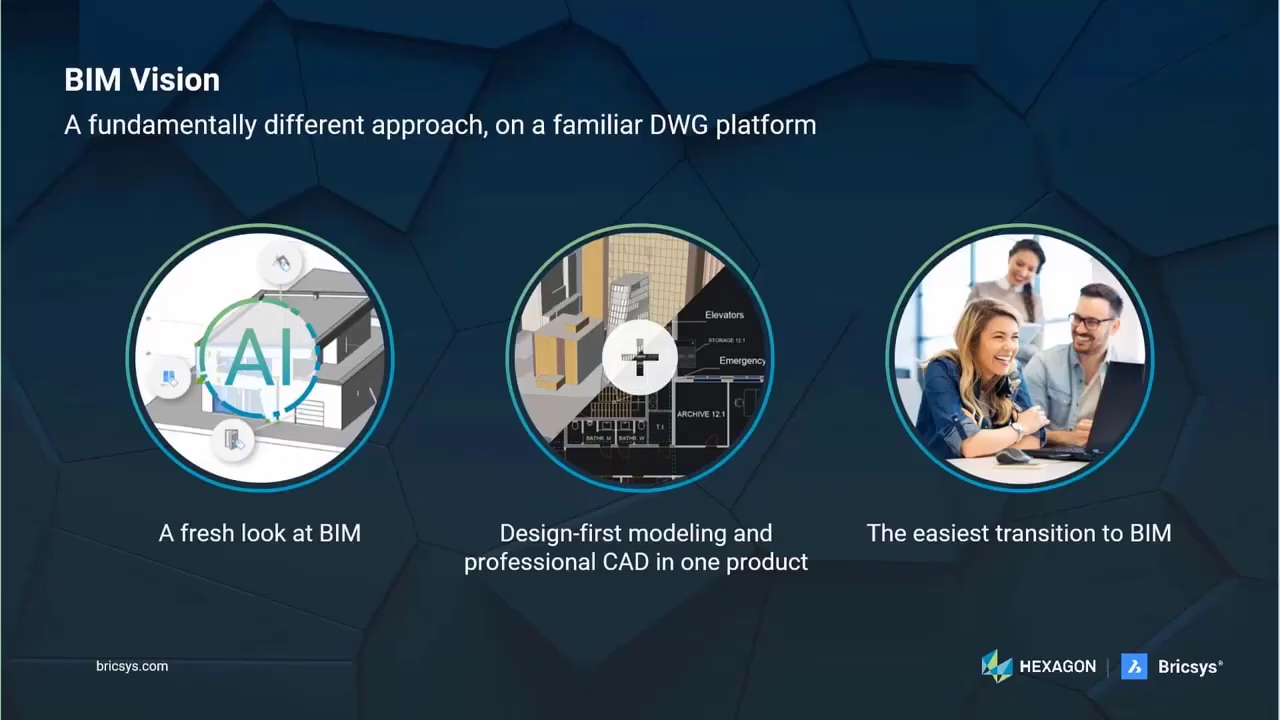 BIM Vision
A fundamentally different approach, on a familiar DWG platform
AI
Elevators
STORAGE 12.1
Emergency
ARCHIVE 12.1
T.I.
BATHR. M
BATHR. W
A fresh look at BIM
Design-first modeling and
professional CAD in one product
The easiest transition to BIM
bricsys.com
HEXAGON
Bricsys®